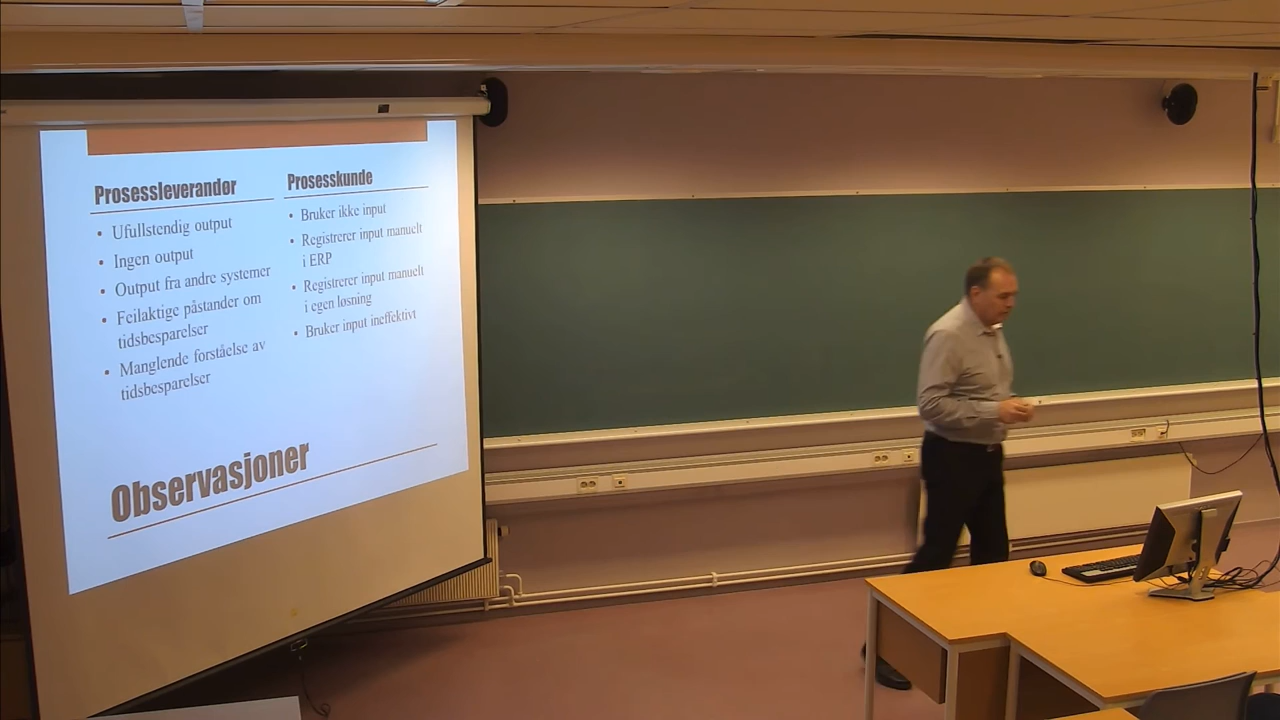 Prosessleverandør
• Ufullstendig output
• Ingen output
• Output fra andre systemer
• Feilaktige påstander om
tidsbesparelser
• Manglende forståelse av
tidsbesparelser
Prosesskunde
• Bruker ikke input
• Registrerer input manuelt
i ERP
• Registrerer input manuelt
i egen løsning
• Bruker input ineffektivt
Observasjoner